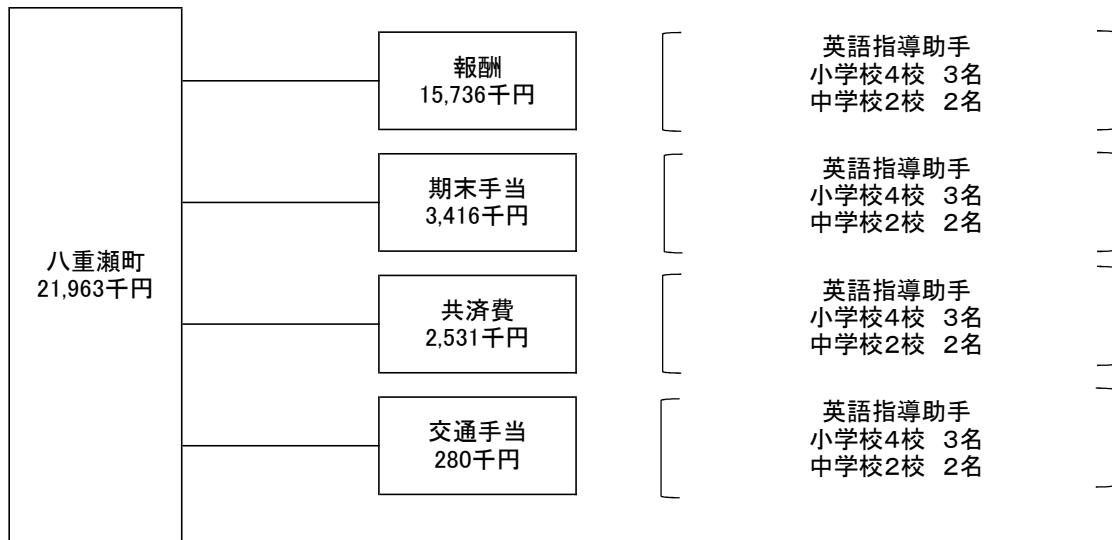 八重瀬町
21,963千円
報酬
15,736千円
英語指導助手
小学校4校 3名
中学校2校 2名
期末手当
3,416千円
英語指導助手
小学校4校 3名
中学校2校 2名
共済費
2,531千円
英語指導助手
小学校4校 3名
中学校2校 2名
交通手当
280千円
英語指導助手
小学校4校 3名
中学校2校 2名